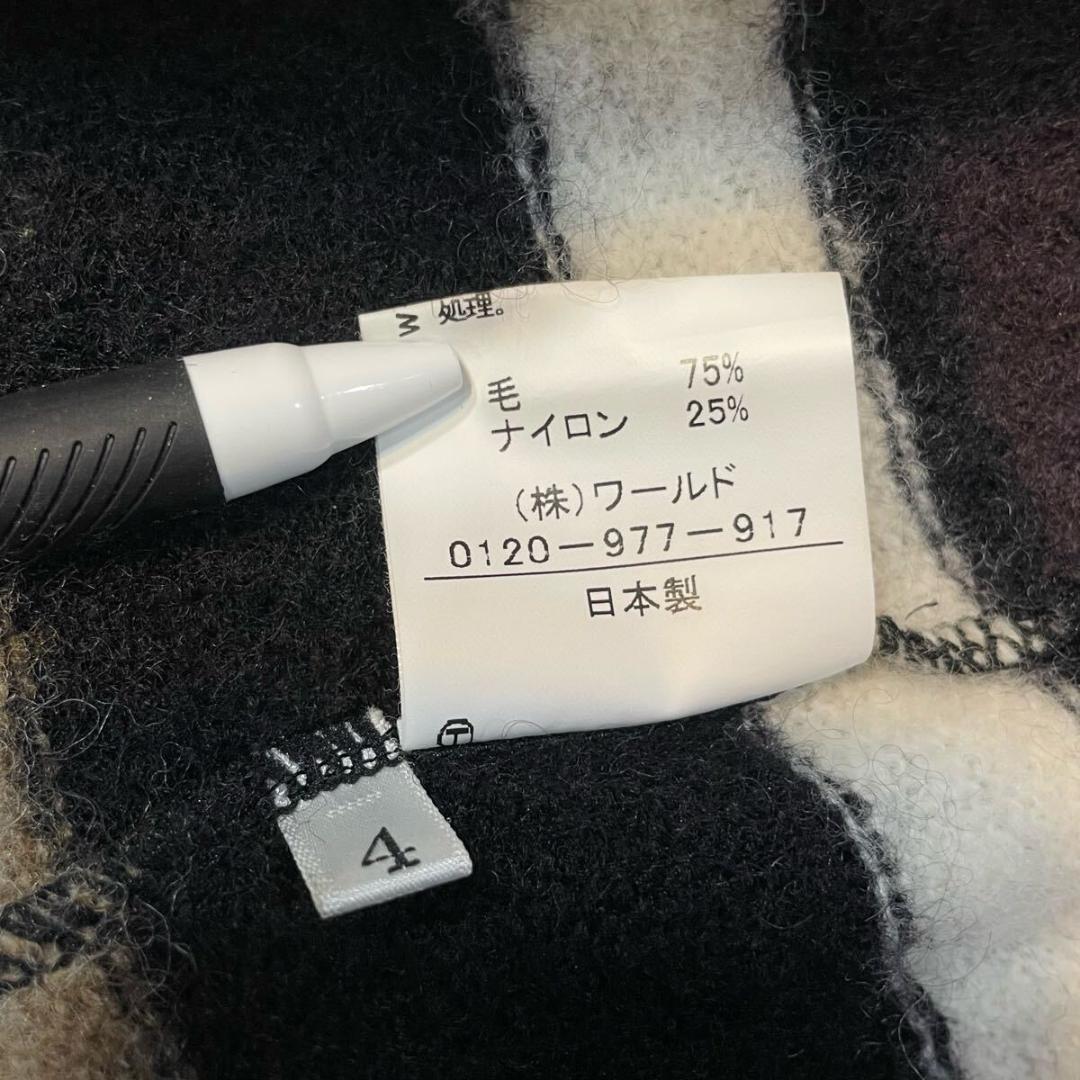 W 処理。
毛 75%
ナイロン 25%
(株)ワールド
0120-977-917
日本製
T
4